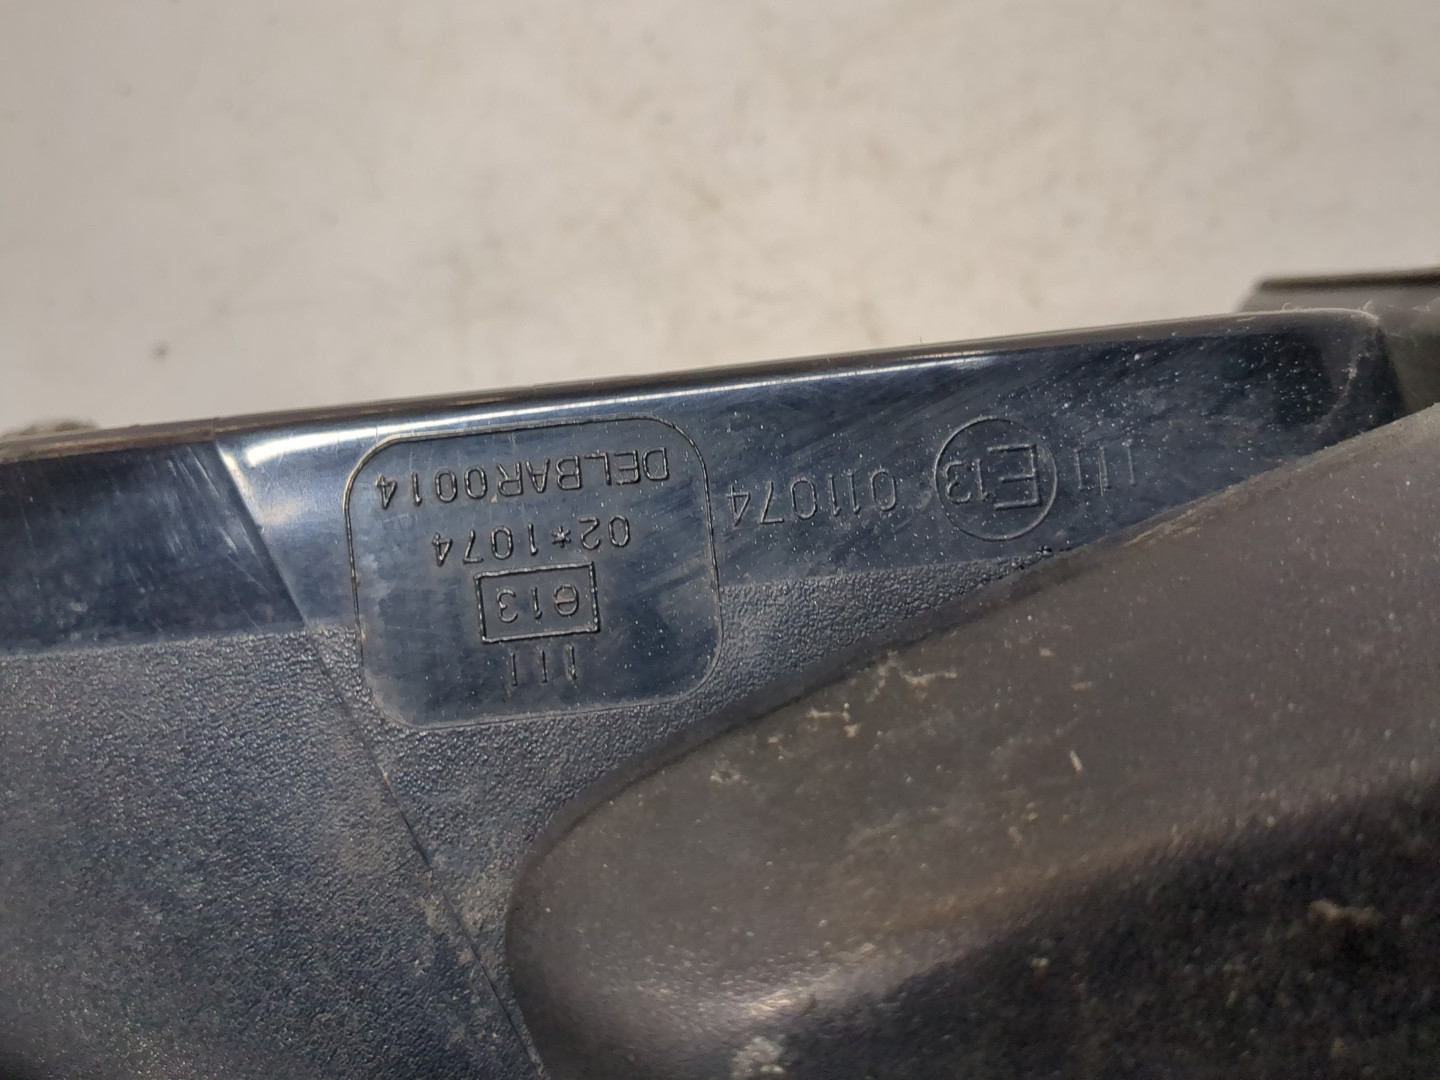 III
e13
02*1074
DELBAR0014
III E13 011074